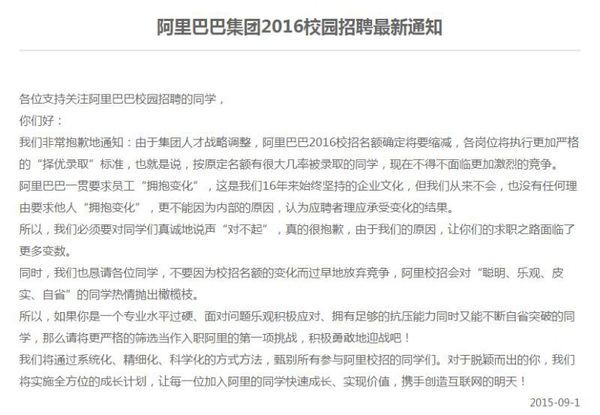 阿里巴巴集团2016校园招聘最新通知
各位支持关注阿里巴巴校园招聘的同学，
你们好：
我们非常抱歉地通知：由于集团人才战略调整，阿里巴巴2016校招名额确定将要缩减，各岗位将执行更加严格
的“择优录取”标准，也就是说，按原定名额有很大几率被录取的同学，现在不得不面临更加激烈的竞争。
阿里巴巴一贯要求员工“拥抱变化”，这是我们16年来始终坚持的企业文化，但我们从来不会，也没有任何理
由要求他人“拥抱变化”，更不能因为内部的原因，认为应聘者理应承受变化的结果。
所以，我们必须要对同学们真诚地说声“对不起”，真的很抱歉，由于我们的原因，让你们的求职之路面临了
更多变数。
同时，我们也恳请各位同学，不要因为校招名额的变化而过早地放弃竞争，阿里校招会对“聪明、乐观、皮
实、自省”的同学热情抛出橄榄枝。
所以，如果你是一个专业水平过硬、面对问题乐观积极应对、拥有足够的抗压能力同时又能不断自省突破的同
学，那么请将更严格的筛选当作入职阿里的第一项挑战，积极勇敢地迎战吧！
我们将通过系统化、精细化、科学化的方式方法，甄别所有参与阿里校招的同学们。对于脱颖而出的你，我们
将实施全方位的成长计划，让每一位加入阿里的同学快速成长、实现价值，携手创造互联网的明天！
2015-09-1